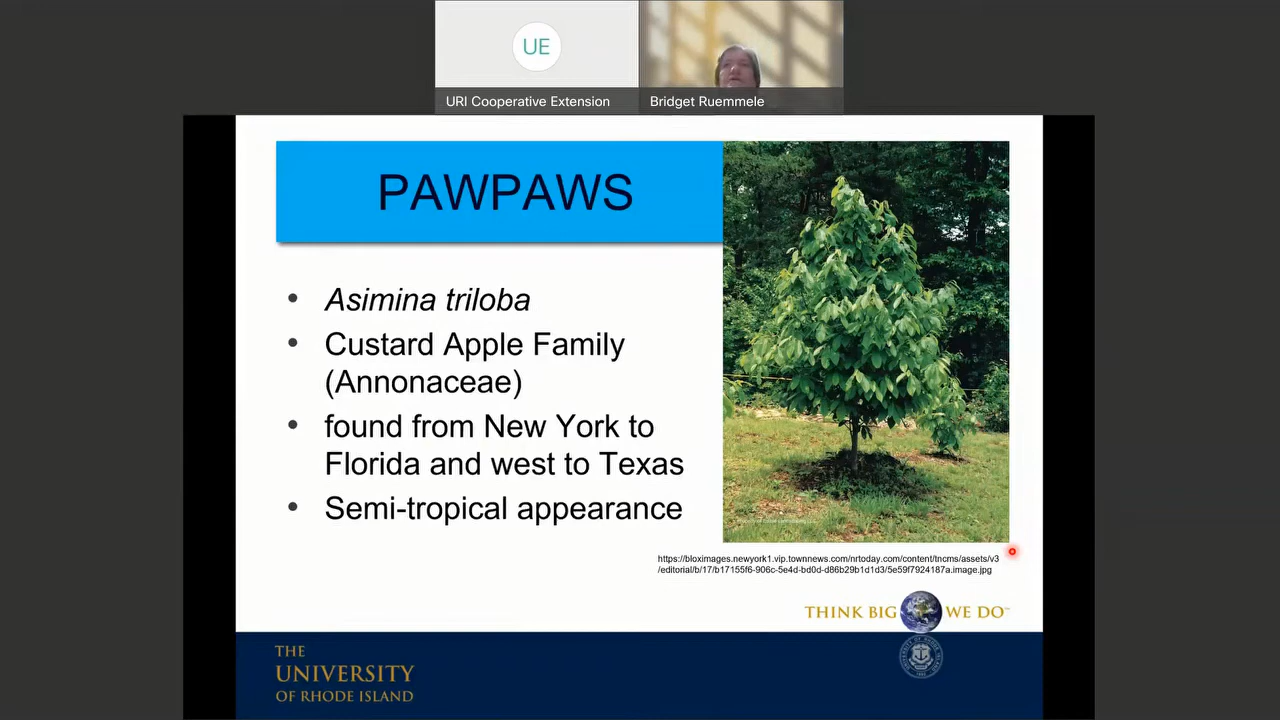 UE
URI Cooperative Extension
Bridget Ruemmele
PAWPAWS
• Asimina triloba
• Custard Apple Family
(Annonaceae)
• found from New York to
Florida and west to Texas
• Semi-tropical appearance
https://bloximages.newyork1.vip.townnews.com/nrtoday.com/content/tncms/assets/v3
/editorial/b/17/b17155f6-906c-5e4d-bd0d-d86b29b1d1d3/5e59f7924187a.image.jpg
THINK BIG WE DO™
THE
UNIVERSITY
OF RHODE ISLAND